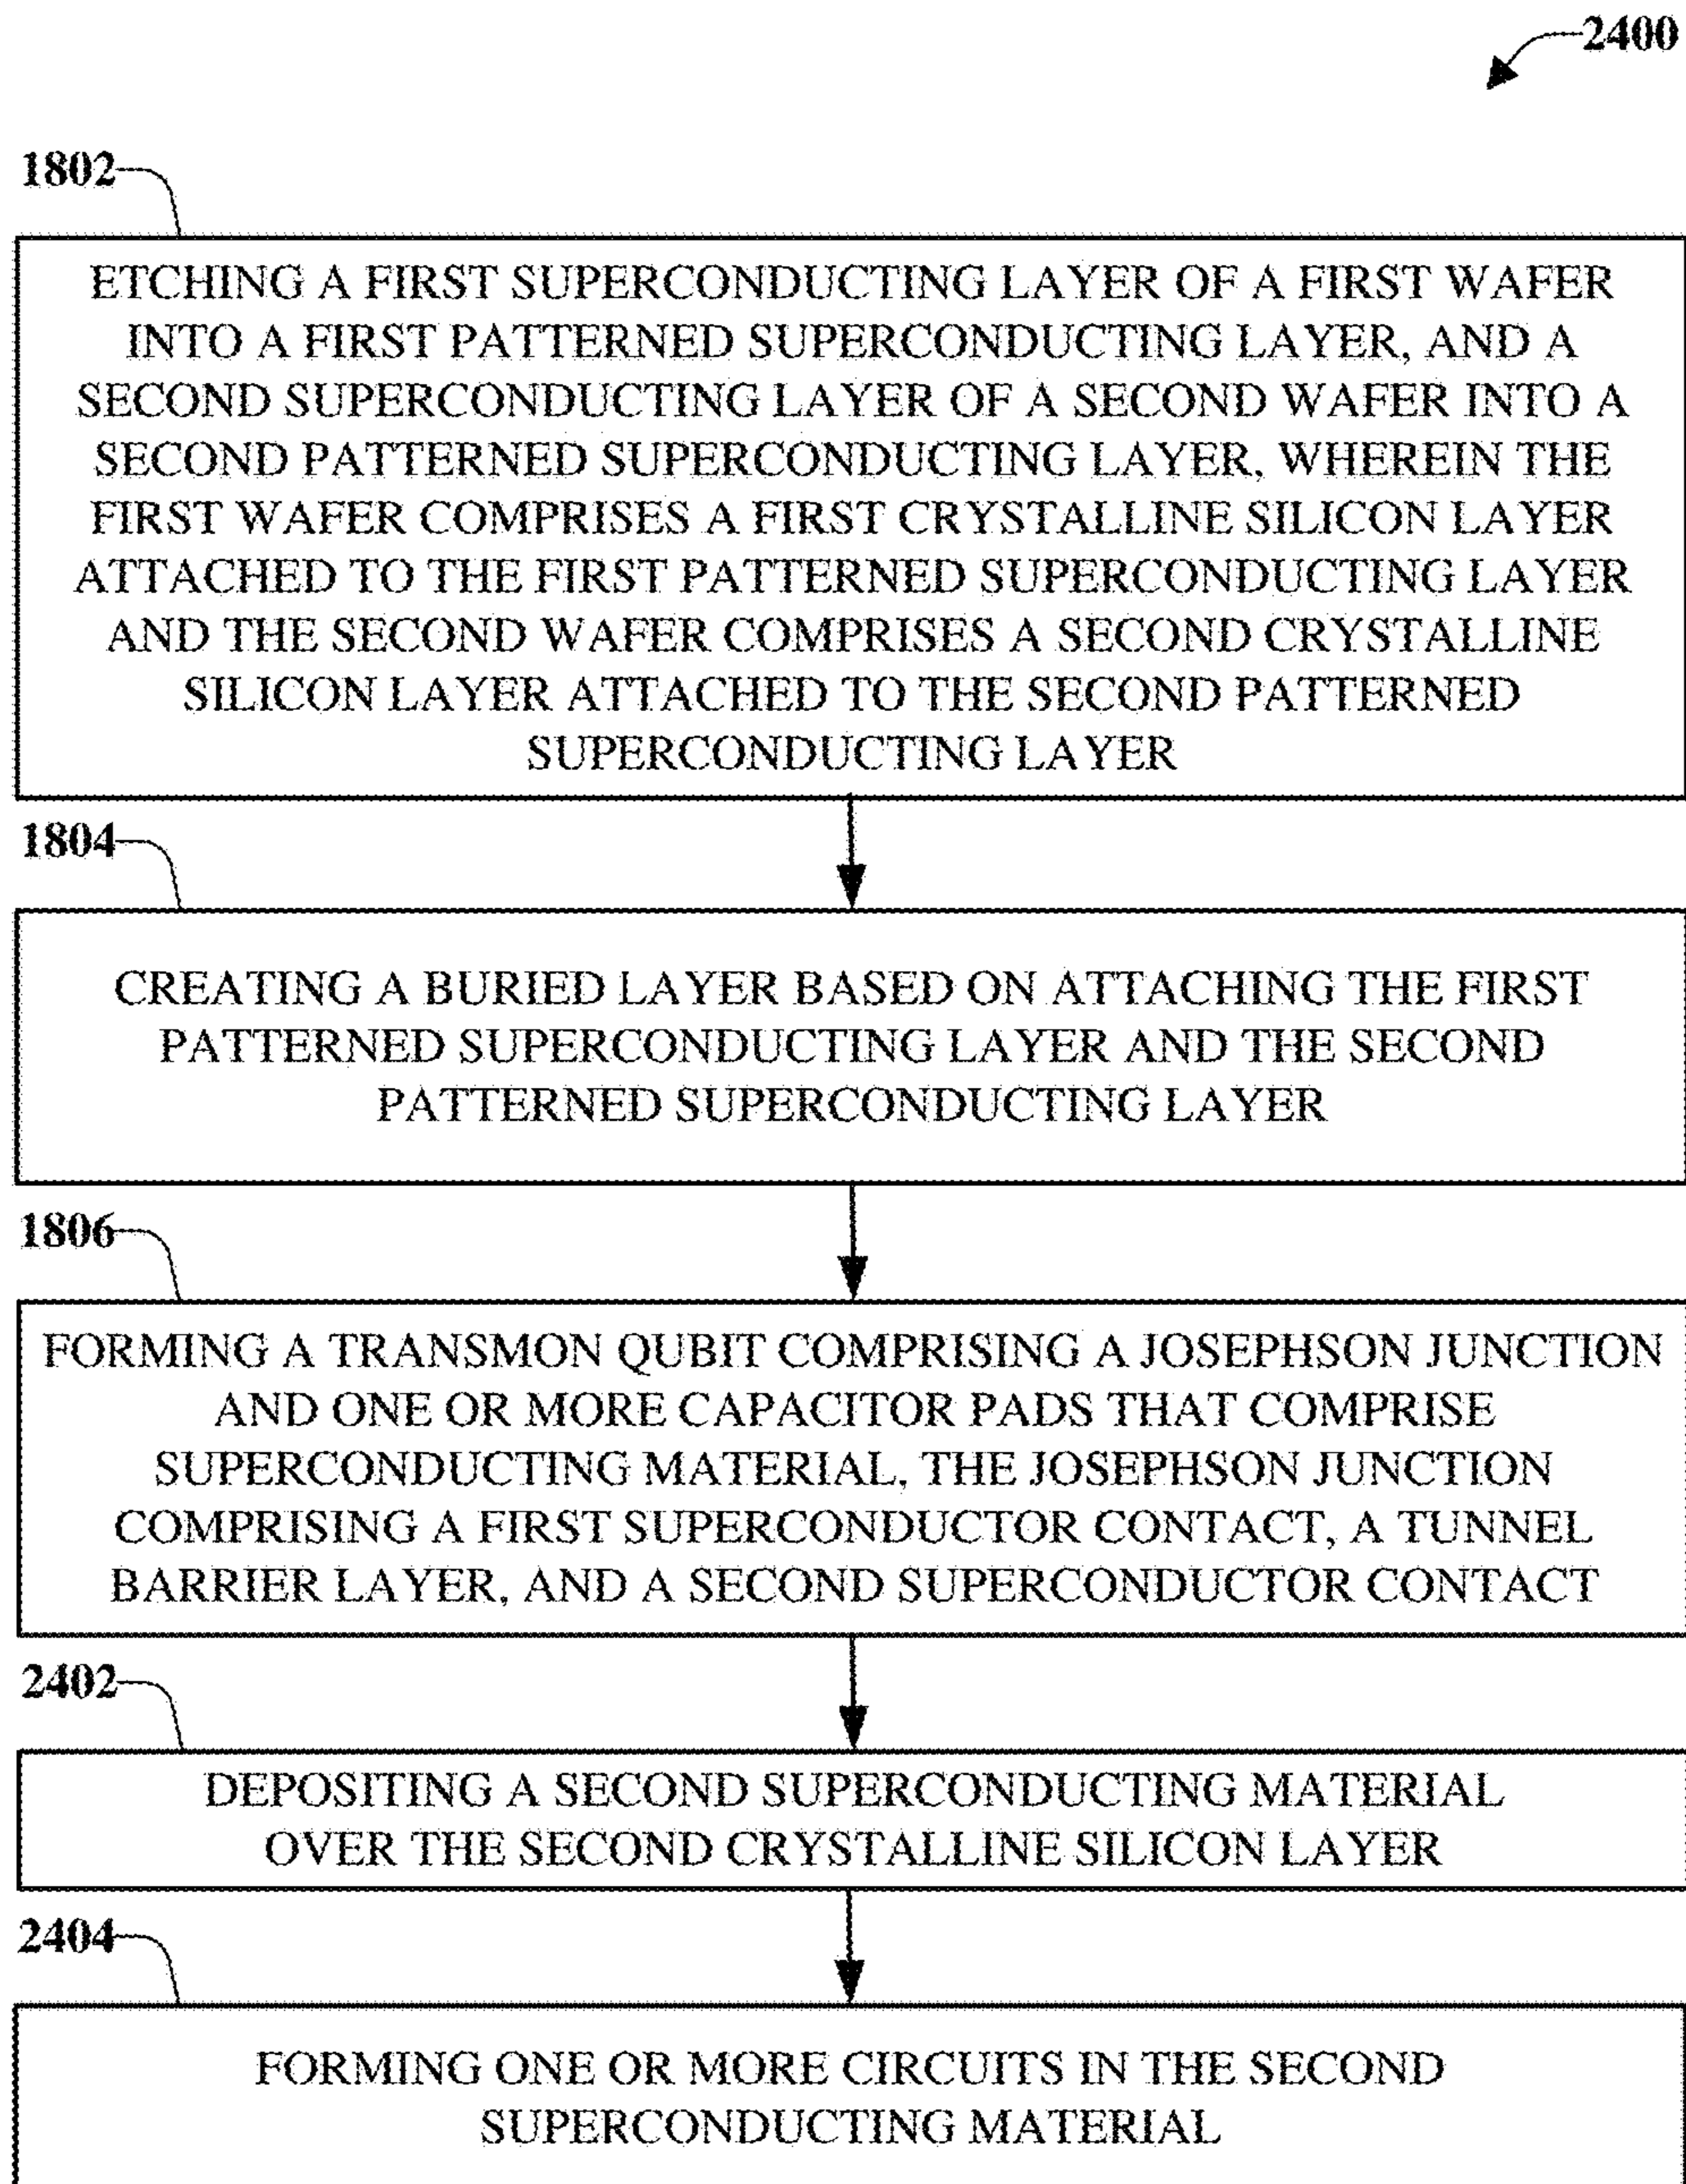 2400
1802
ETCHING A FIRST SUPERCONDUCTING LAYER OF A FIRST WAFER
INTO A FIRST PATTERNED SUPERCONDUCTING LAYER, AND A
SECOND SUPERCONDUCTING LAYER OF A SECOND WAFER INTO A
SECOND PATTERNED SUPERCONDUCTING LAYER, WHEREIN THE
FIRST WAFER COMPRISES A FIRST CRYSTALLINE SILICON LAYER
ATTACHED TO THE FIRST PATTERNED SUPERCONDUCTING LAYER
AND THE SECOND WAFER COMPRISES A SECOND CRYSTALLINE
SILICON LAYER ATTACHED TO THE SECOND PATTERNED
SUPERCONDUCTING LAYER
1804
CREATING A BURIED LAYER BASED ON ATTACHING THE FIRST
PATTERNED SUPERCONDUCTING LAYER AND THE SECOND
PATTERNED SUPERCONDUCTING LAYER
1806
FORMING A TRANSMON QUBIT COMPRISING A JOSEPHSON JUNCTION
AND ONE OR MORE CAPACITOR PADS THAT COMPRISE
SUPERCONDUCTING MATERIAL, THE JOSEPHSON JUNCTION
COMPRISING A FIRST SUPERCONDUCTOR CONTACT, A TUNNEL
BARRIER LAYER, AND A SECOND SUPERCONDUCTOR CONTACT
2402
DEPOSITING A SECOND SUPERCONDUCTING MATERIAL
OVER THE SECOND CRYSTALLINE SILICON LAYER
2404
FORMING ONE OR MORE CIRCUITS IN THE SECOND
SUPERCONDUCTING MATERIAL